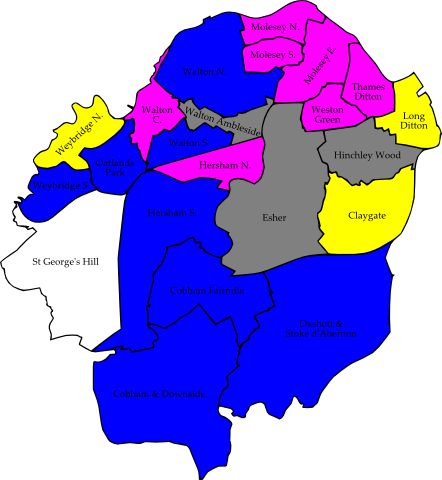 Molesey N.
Molesey S.
Molesey E.
Walton N.
Thames
Ditton
Walton
C.
Walton Ambleside
Weston
Green
Long
Ditton
Weybridge N.
Walton S.
Hinchley Wood
Oatlands
Park
Hersham N.
Weybridge S.
Hersham S.
Esher
Claygate
St George's Hill
Cobham Fairmile
Oxshott &
Stoke d'Abernon
Cobham & Downside